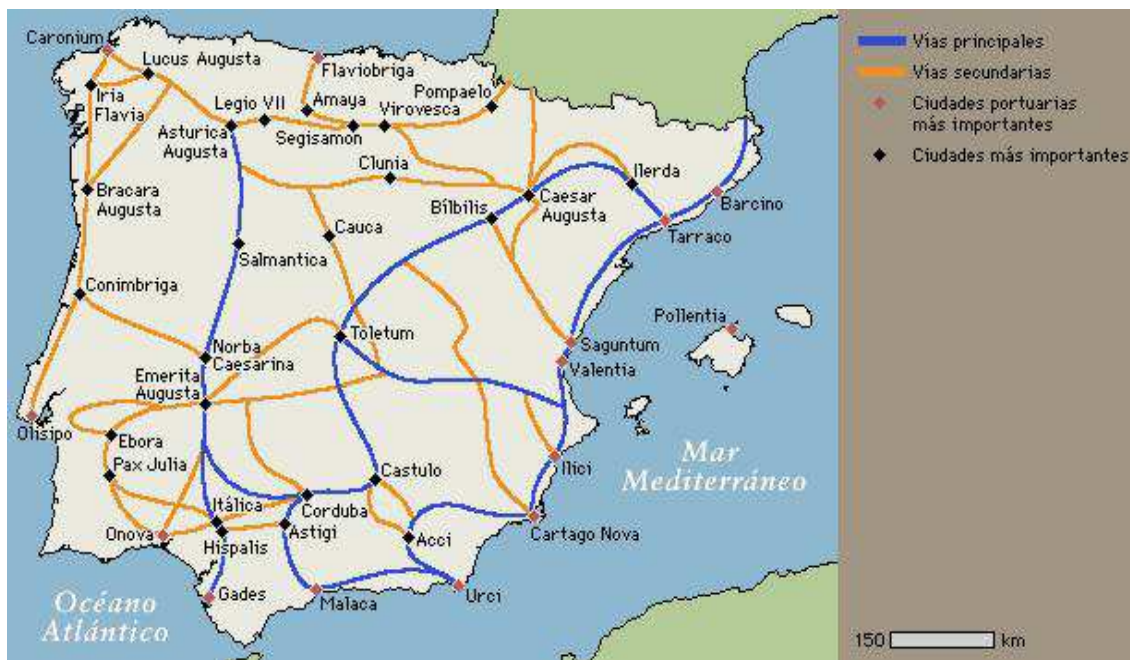 Caronium
Lucus Augusta
Flaviobriga
Iria
Flavia
Legio VII
Amaya
Pompaelo
Virovesca
Asturica
Augusta
Segisamon
Clunia
Bracara
Augusta
Ilerda
Bílbilis
Caesar
Augusta
Barcino
Tarraco
Cauca
Salmantica
Conimbriga
Pollentia
Toletum
Saguntum
Valentia
Norba
Caesarina
Emerita
Augusta
Olisipo
Ebora
Pax Julia
Castulo
Ilici
Mar
Mediterráneo
Itálica
Corduba
Onova
Hispalis
Astigi
Acci
Cartago Nova
Gades
Malaca
Urci
Océano
Atlántico
Vías principales
Vías secundarias
Ciudades portuarias
más importantes
Ciudades más importantes
150 km